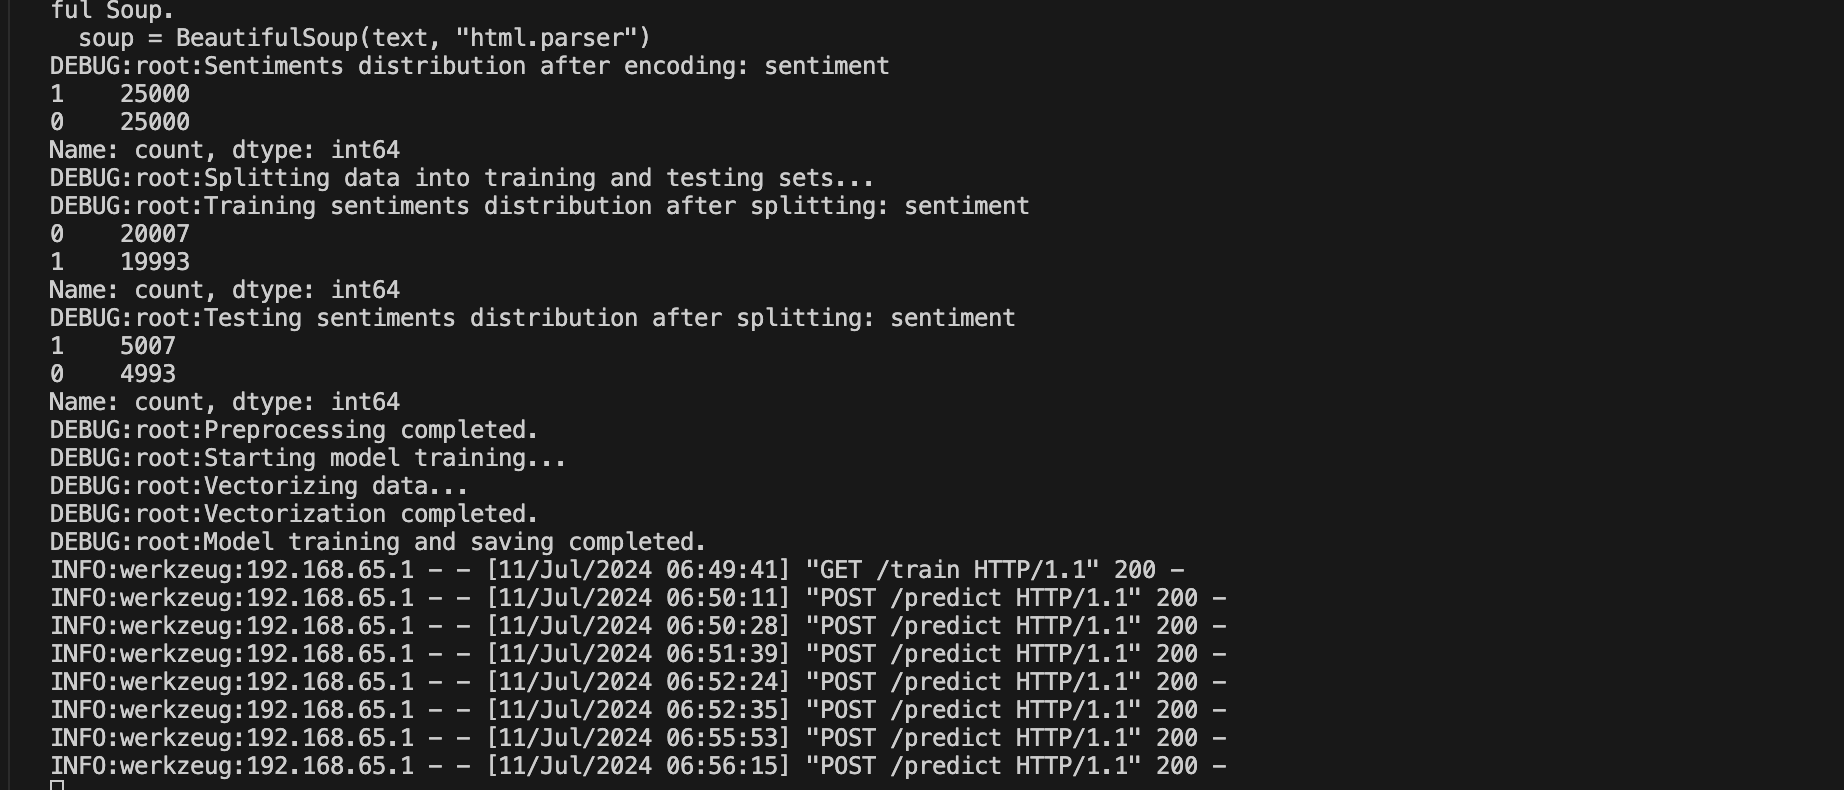 ful Soup.
  soup = BeautifulSoup(text, "html.parser")
DEBUG:root:Sentiments distribution after encoding: sentiment
1    25000
0    25000
Name: count, dtype: int64
DEBUG:root:Splitting data into training and testing sets...
DEBUG:root:Training sentiments distribution after splitting: sentiment
0    20007
1    19993
Name: count, dtype: int64
DEBUG:root:Testing sentiments distribution after splitting: sentiment
1    5007
0    4993
Name: count, dtype: int64
DEBUG:root:Preprocessing completed.
DEBUG:root:Starting model training...
DEBUG:root:Vectorizing data...
DEBUG:root:Vectorization completed.
DEBUG:root:Model training and saving completed.
INFO:werkzeug:192.168.65.1 - - [11/Jul/2024 06:49:41] "GET /train HTTP/1.1" 200 -
INFO:werkzeug:192.168.65.1 - - [11/Jul/2024 06:50:11] "POST /predict HTTP/1.1" 200 -
INFO:werkzeug:192.168.65.1 - - [11/Jul/2024 06:50:28] "POST /predict HTTP/1.1" 200 -
INFO:werkzeug:192.168.65.1 - - [11/Jul/2024 06:51:39] "POST /predict HTTP/1.1" 200 -
INFO:werkzeug:192.168.65.1 - - [11/Jul/2024 06:52:24] "POST /predict HTTP/1.1" 200 -
INFO:werkzeug:192.168.65.1 - - [11/Jul/2024 06:52:35] "POST /predict HTTP/1.1" 200 -
INFO:werkzeug:192.168.65.1 - - [11/Jul/2024 06:55:53] "POST /predict HTTP/1.1" 200 -
INFO:werkzeug:192.168.65.1 - - [11/Jul/2024 06:56:15] "POST /predict HTTP/1.1" 200 -